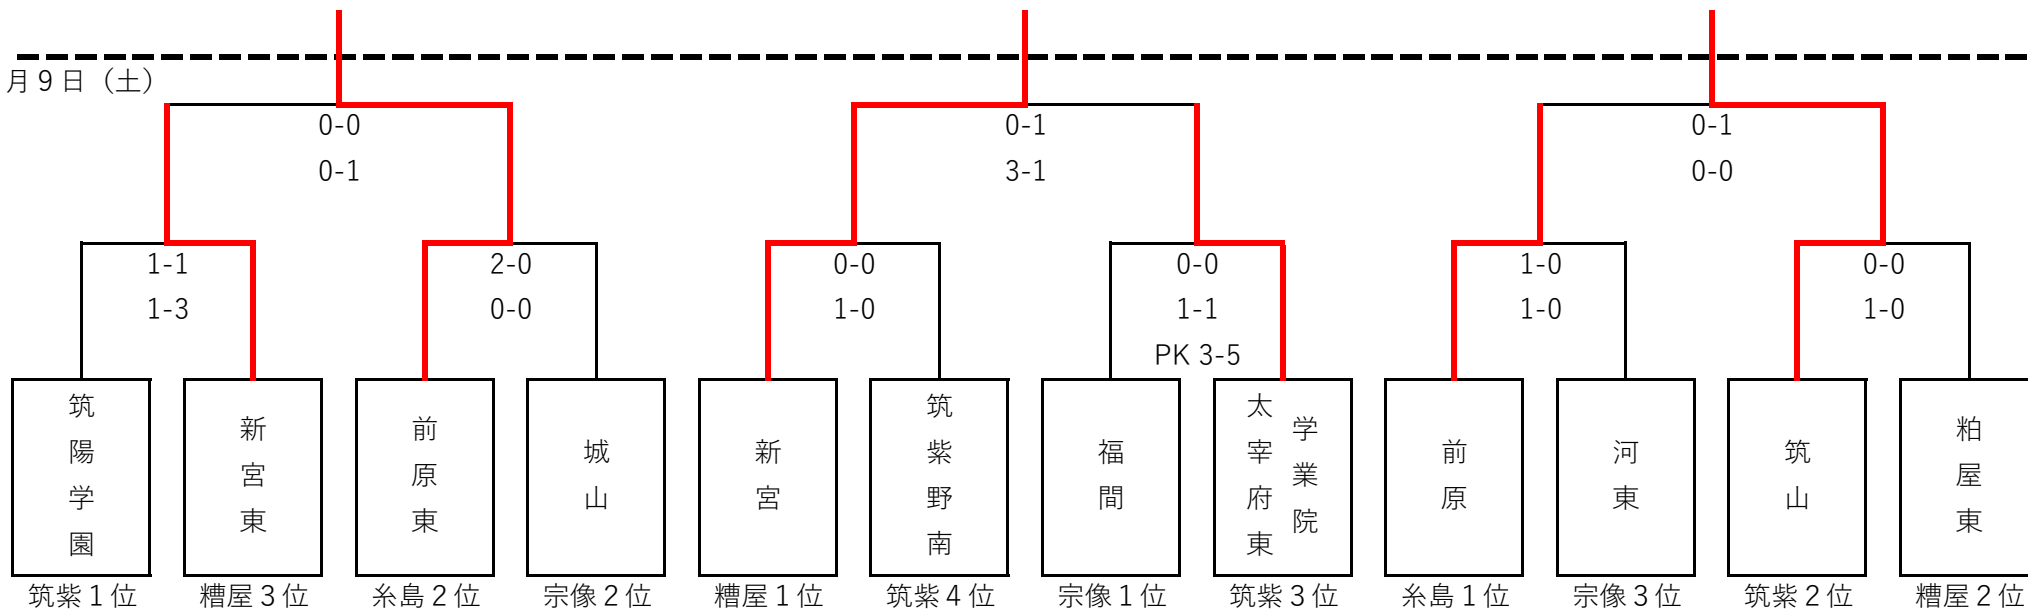 月９日（土）
0-0
0-1
0-1
3-1
0-1
0-0
1-1
1-3
2-0
0-0
0-0
1-0
0-0
1-1
PK 3-5
1-0
1-0
0-0
1-0
筑陽学園
新宮東
前原東
城山
新宮
筑紫野南
福間
学業院
太宰府東
前原
河東
筑山
粕屋東
筑紫１位
糟屋３位
糸島２位
宗像２位
糟屋１位
筑紫４位
宗像１位
筑紫３位
糸島１位
宗像３位
筑紫２位
糟屋２位